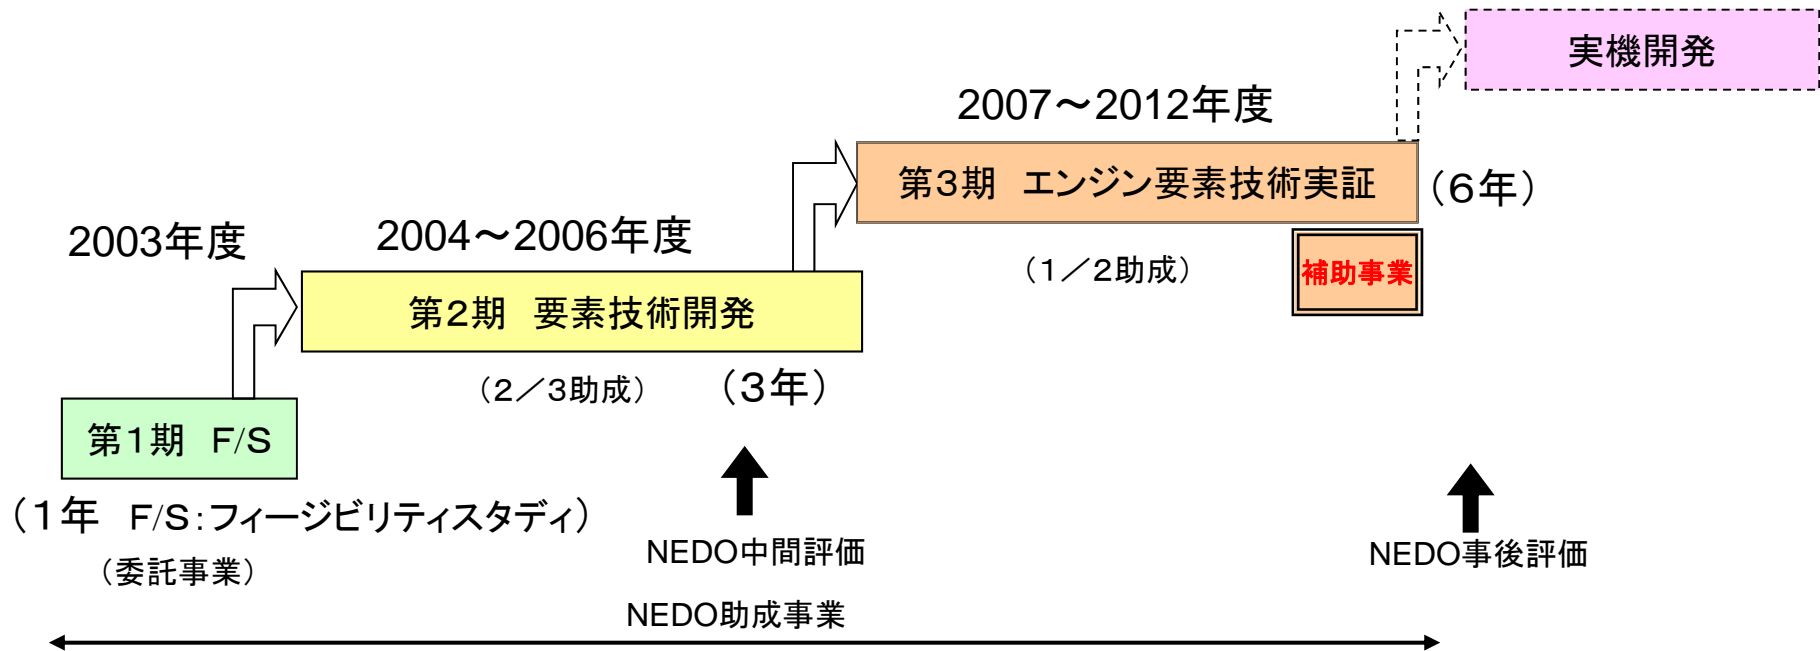 実機開発
2007～2012年度
第3期　エンジン要素技術実証
（6年）
2003年度
2004～2006年度
（1／2助成）
補助事業
第2期　要素技術開発
（2／3助成）
（3年）
第1期　F/S
（1年　F/S：フィージビリティスタディ）
（委託事業）
NEDO中間評価
NEDO事後評価
NEDO助成事業